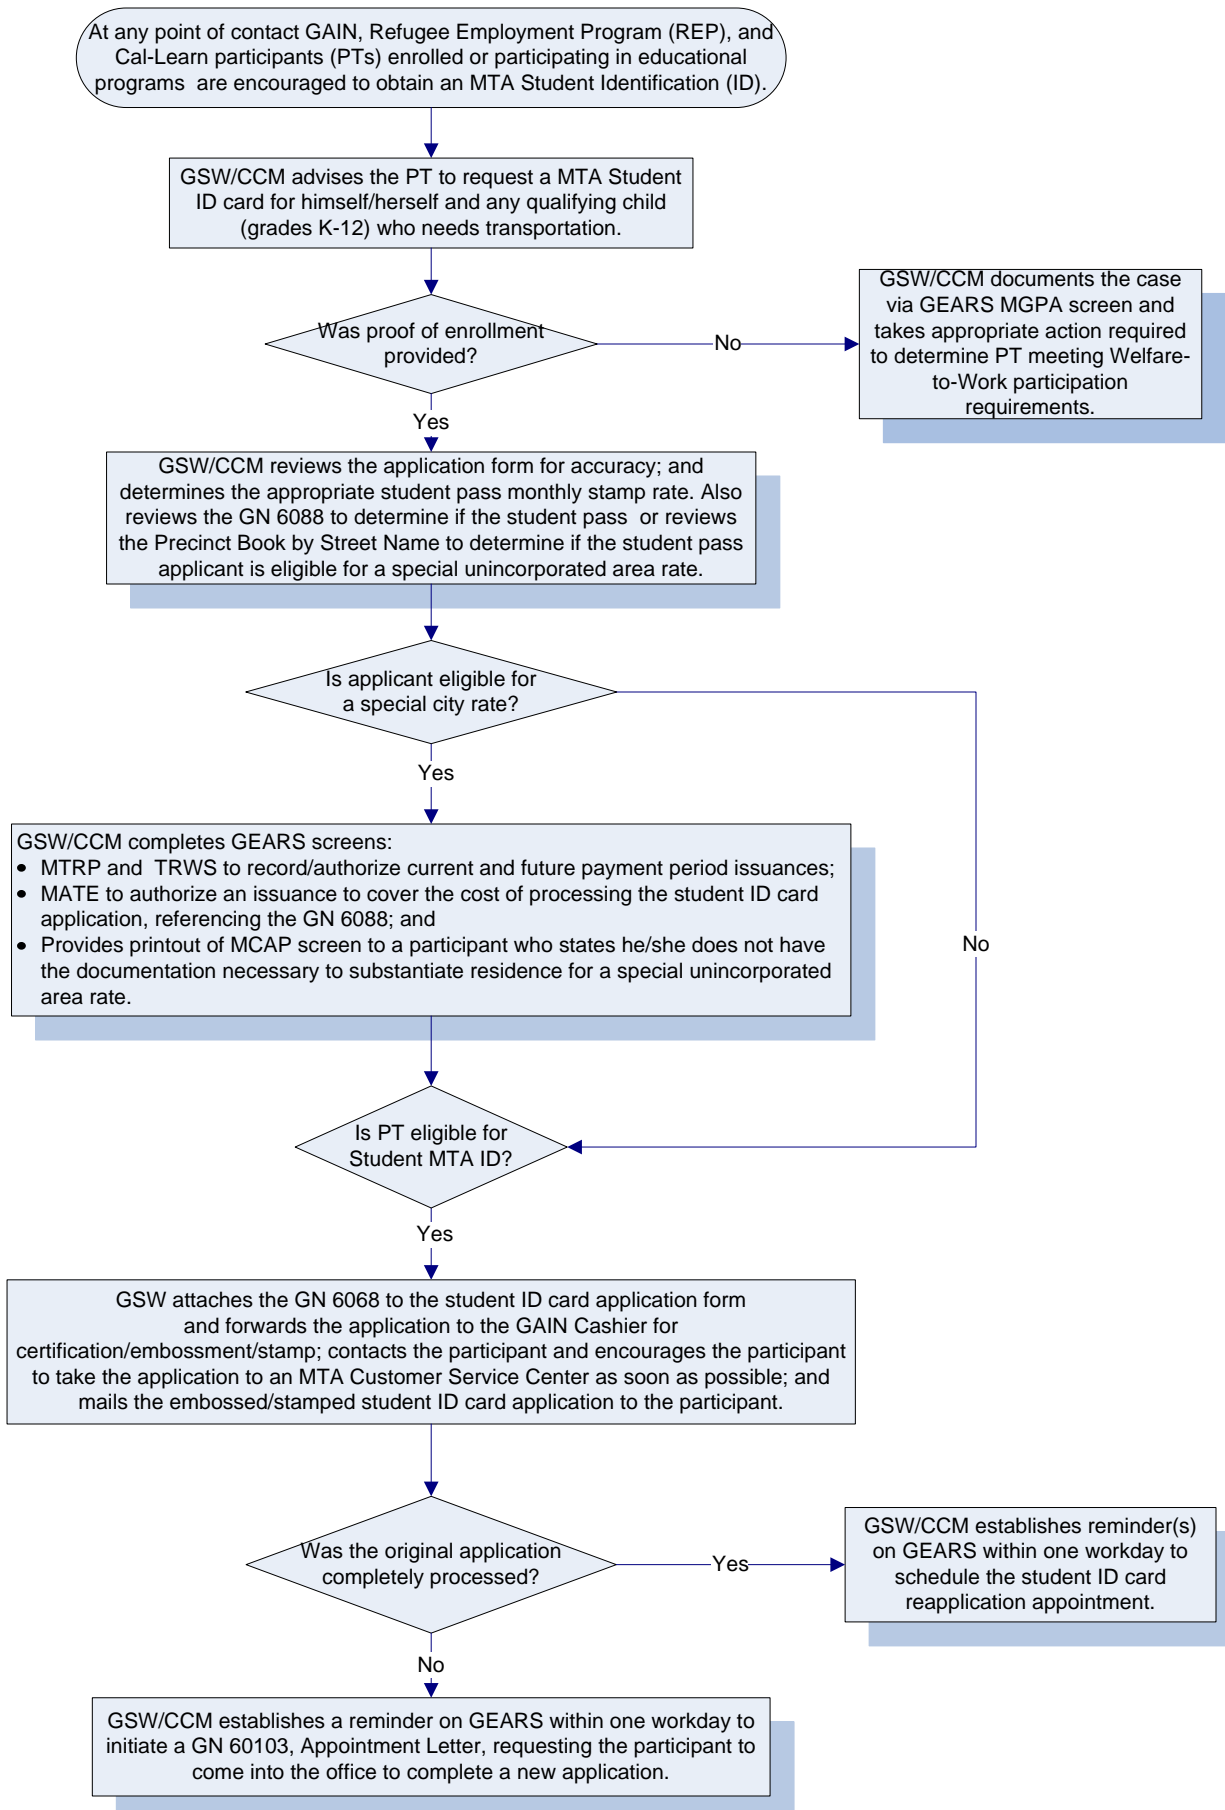 At any point of contact GAIN, Refugee Employment Program (REP), and
Cal-Learn participants (PTs) enrolled or participating in educational
programs  are encouraged to obtain an MTA Student Identification (ID).
GSW/CCM advises the PT to request a MTA Student
ID card for himself/herself and any qualifying child
(grades K-12) who needs transportation.
Was proof of enrollment
provided?
No
GSW/CCM documents the case
via GEARS MGPA screen and
takes appropriate action required
to determine PT meeting Welfare-
to-Work participation
requirements.
Yes
GSW/CCM reviews the application form for accuracy; and
determines the appropriate student pass monthly stamp rate. Also
reviews the GN 6088 to determine if the student pass  or reviews
the Precinct Book by Street Name to determine if the student pass
applicant is eligible for a special unincorporated area rate.
Is applicant eligible for
a special city rate?
Yes
GSW/CCM completes GEARS screens:
• MTRP and  TRWS to record/authorize current and future payment period issuances;
• MATE to authorize an issuance to cover the cost of processing the student ID card
application, referencing the GN 6088; and
• Provides printout of MCAP screen to a participant who states he/she does not have
the documentation necessary to substantiate residence for a special unincorporated
area rate.
No
Is PT eligible for
Student MTA ID?
Yes
GSW attaches the GN 6068 to the student ID card application form
and forwards the application to the GAIN Cashier for
certification/embossment/stamp; contacts the participant and encourages the participant
to take the application to an MTA Customer Service Center as soon as possible; and
mails the embossed/stamped student ID card application to the participant.
Was the original application
completely processed?
Yes
GSW/CCM establishes reminder(s)
on GEARS within one workday to
schedule the student ID card
reapplication appointment.
No
GSW/CCM establishes a reminder on GEARS within one workday to
initiate a GN 60103, Appointment Letter, requesting the participant to
come into the office to complete a new application.